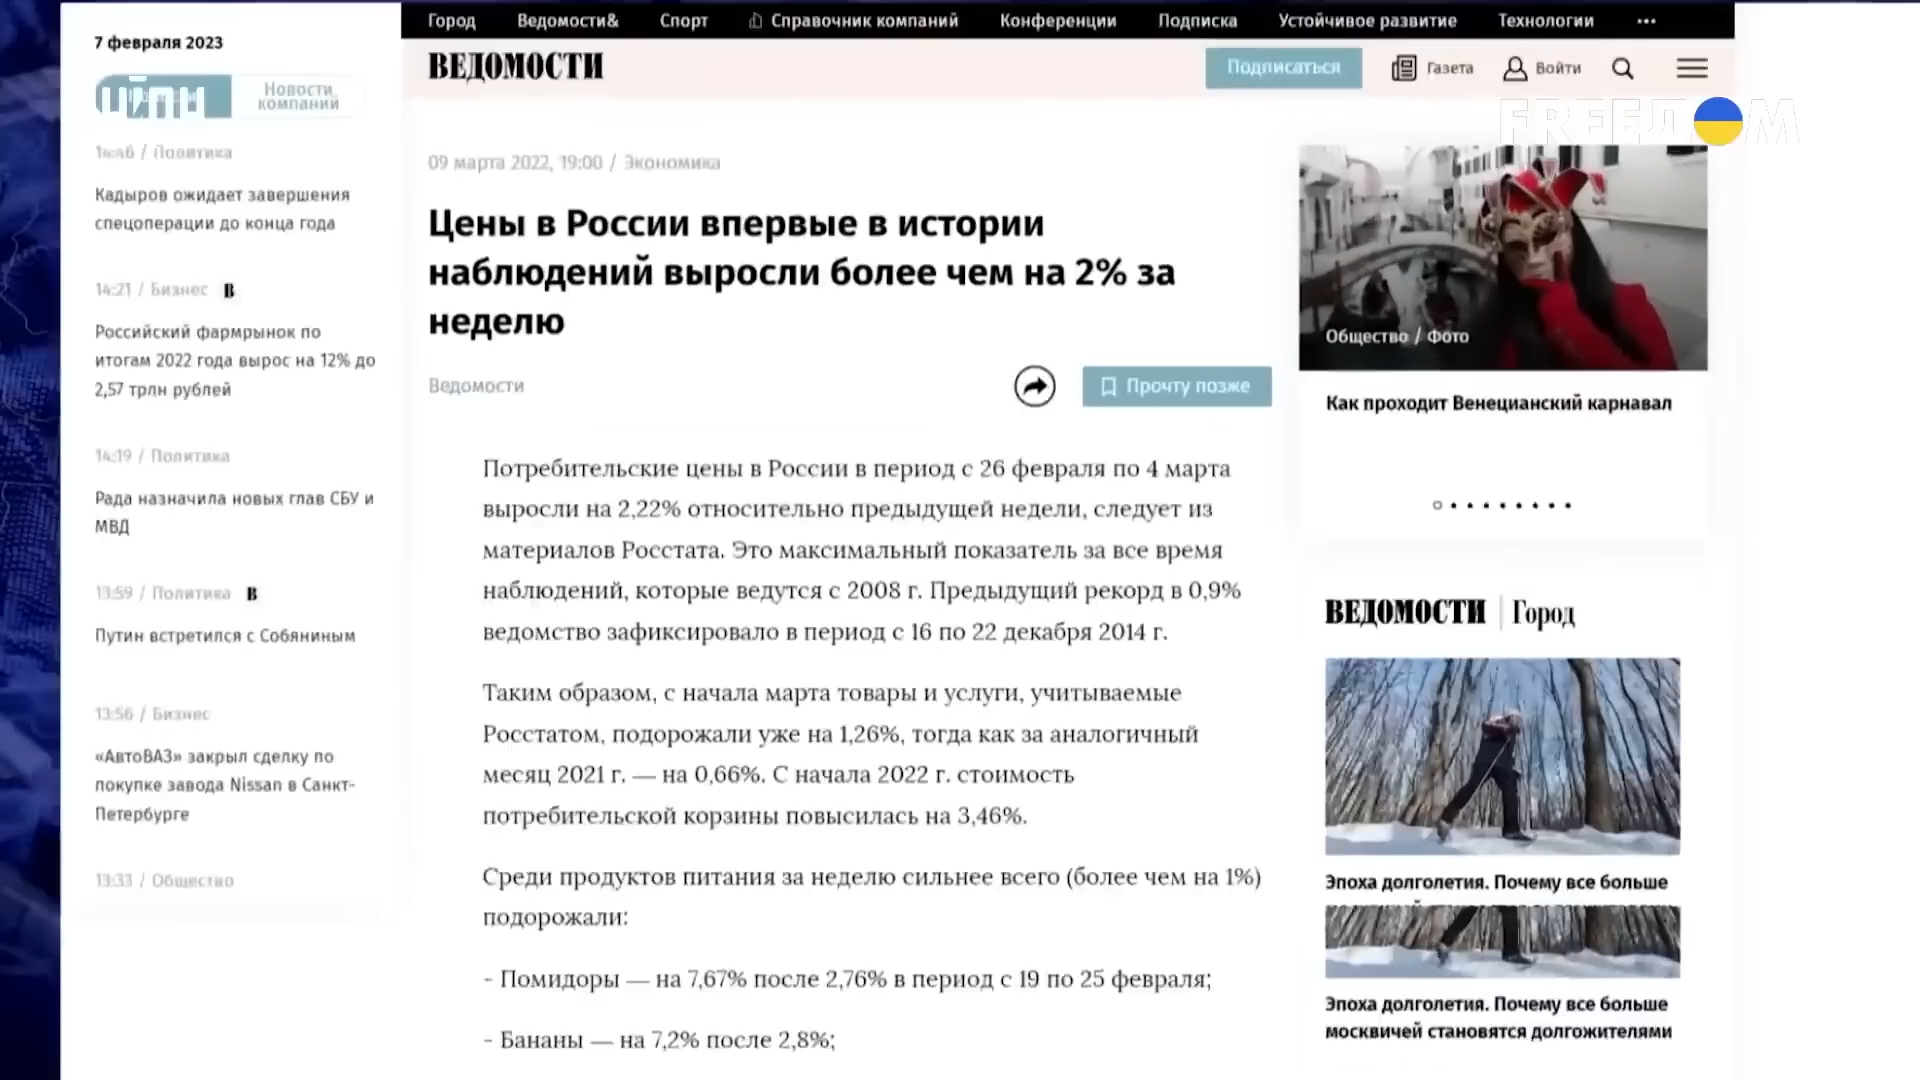 7 февраля 2023
Новости
компаний
14:46 / Политика
Кадыров ожидает завершения
спецоперации до конца года
14:21 / Бизнес В
Российский фармрынок по
итогам 2022 года вырос на 12% до
2,57 трлн рублей
14:19 / Политика
Рада назначила новых глав СБУ и
МВД
13:59 / Политика В
Путин встретился с Собяниным
13:56 / Бизнес
«АвтоВАЗ» закрыл сделку по
покупке завода Nissan в Санкт-
Петербурге
13:33 / Общество
Город Ведомости& Спорт Справочник компаний Конференции Подписка Устойчивое развитие Технологии ...
ВЕДОМОСТИ Подписаться Газета Войти
FREEДОМ
09 марта 2022, 19:00 / Экономика
Цены в России впервые в истории
наблюдений выросли более чем на 2% за
неделю
Ведомости Прочту позже
Потребительские цены в России в период с 26 февраля по 4 марта
выросли на 2,22% относительно предыдущей недели, следует из
материалов Росстата. Это максимальный показатель за все время
наблюдений, которые ведутся с 2008 г. Предыдущий рекорд в 0,9%
ведомство зафиксировало в период с 16 по 22 декабря 2014 г.
Таким образом, с начала марта товары и услуги, учитываемые
Росстатом, подорожали уже на 1,26%, тогда как за аналогичный
месяц 2021 г. — на 0,66%. С начала 2022 г. стоимость
потребительской корзины повысилась на 3,46%.
Среди продуктов питания за неделю сильнее всего (более чем на 1%)
подорожали:
- Помидоры — на 7,67% после 2,76% в период с 19 по 25 февраля;
- Бананы — на 7,2% после 2,8%;
Общество / Фото
Как проходит Венецианский карнавал
ВЕДОМОСТИ | Город
Эпоха долголетия. Почему все больше
Эпоха долголетия. Почему все больше
москвичей становятся долгожителями